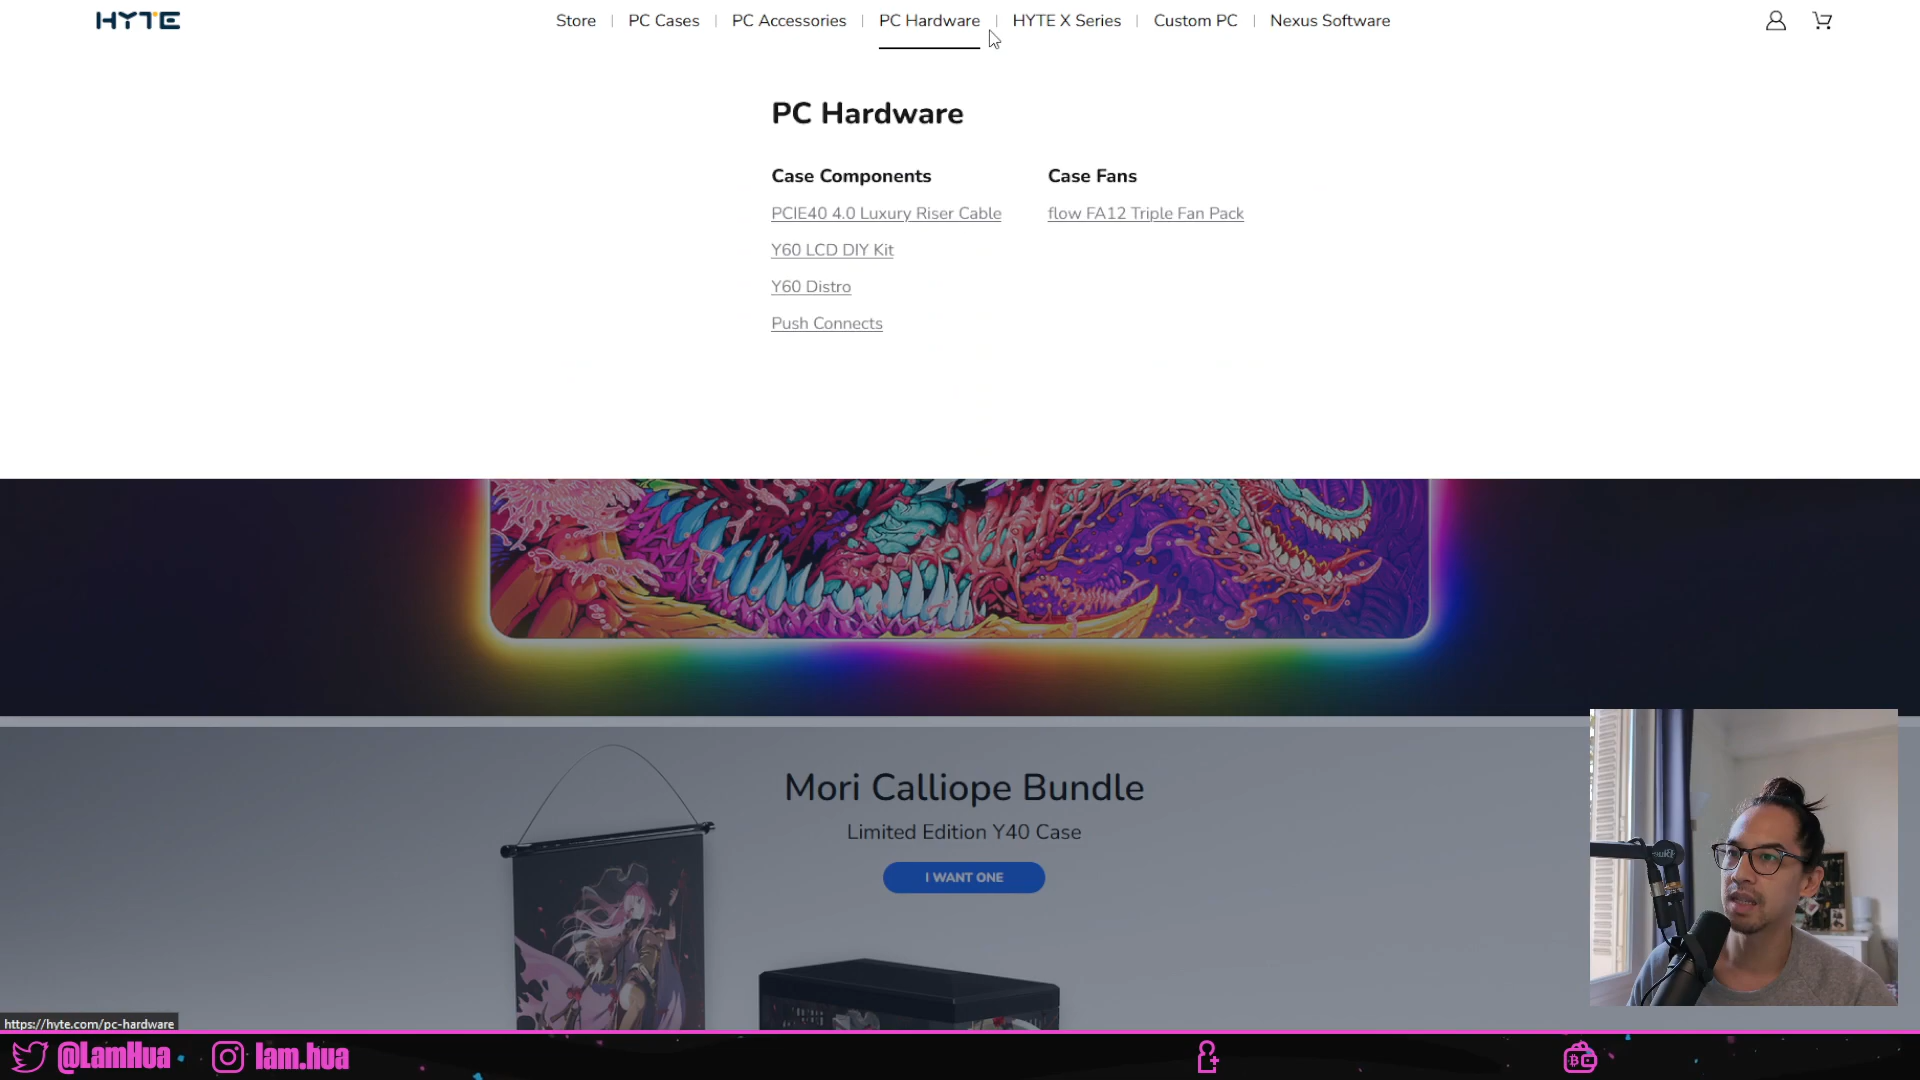 HYTE
Store | PC Cases | PC Accessories | PC Hardware | HYTE X Series | Custom PC | Nexus Software
PC Hardware
Case Components
PCIE40 4.0 Luxury Riser Cable
Y60 LCD DIY Kit
Y60 Distro
Push Connects
Case Fans
flow FA12 Triple Fan Pack
Mori Calliope Bundle
Limited Edition Y40 Case
I WANT ONE
https://hyte.com/pc-hardware
@LamHua
lam.hua